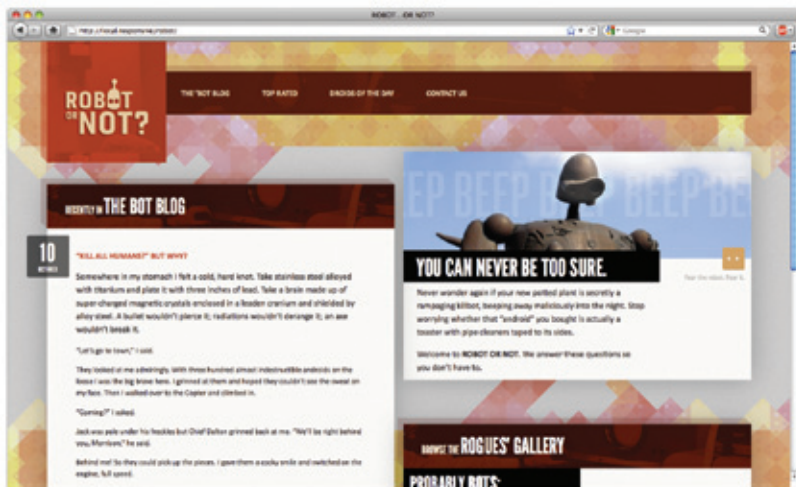 ROBOT...OR NOT?
Google
ROBOT
OR NOT?
THE 'BOT BLOG
TOP RATED
DROIDS OF THE DAY
CONTACT US
RECENTLY IN THE BOT BLOG
10
"KILL ALL HUMANS?" BUT WHY?
Somewhere in my stomach I felt a cold, hard knot. Take stainless steel alloyed
with titanium and plate it with three inches of lead. Take a brain made up of
super-charged magnetic crystals enclosed in a leaden cranium and shielded by
alloy steel. A bullet wouldn't pierce it; radiations wouldn't derange it; an axe
wouldn't break it.
"Let's go to town," I said.
They looked at me admiringly. With three hundred almost indestructible androids on the
loose I was the big brave hero. I grinned at them and hoped they couldn't see the sweat on
my face. Then I walked over to the Copter and climbed in.
"Coming?" I asked.
Jack was pale under his freckles but Chief Dalton grinned back at me. "We'll be right behind
you, Morrison," he said.
Behind me! So they could pick up the pieces. I gave them a cocky smile and switched on the
engine, full speed.
EP BEEP BEEP BEEP BEE
YOU CAN NEVER BE TOO SURE.
Never wonder again if your new potted plant is secretly a
rampaging killbot, beeping away maliciously into the night. Stop
worrying whether that "android" you bought is actually a
toaster with pipe cleaners taped to its sides.
Welcome to ROBOT OR NOT. We answer these questions so
you don't have to.
BROWSE THE ROGUES' GALLERY
PROBABLY BOTS: